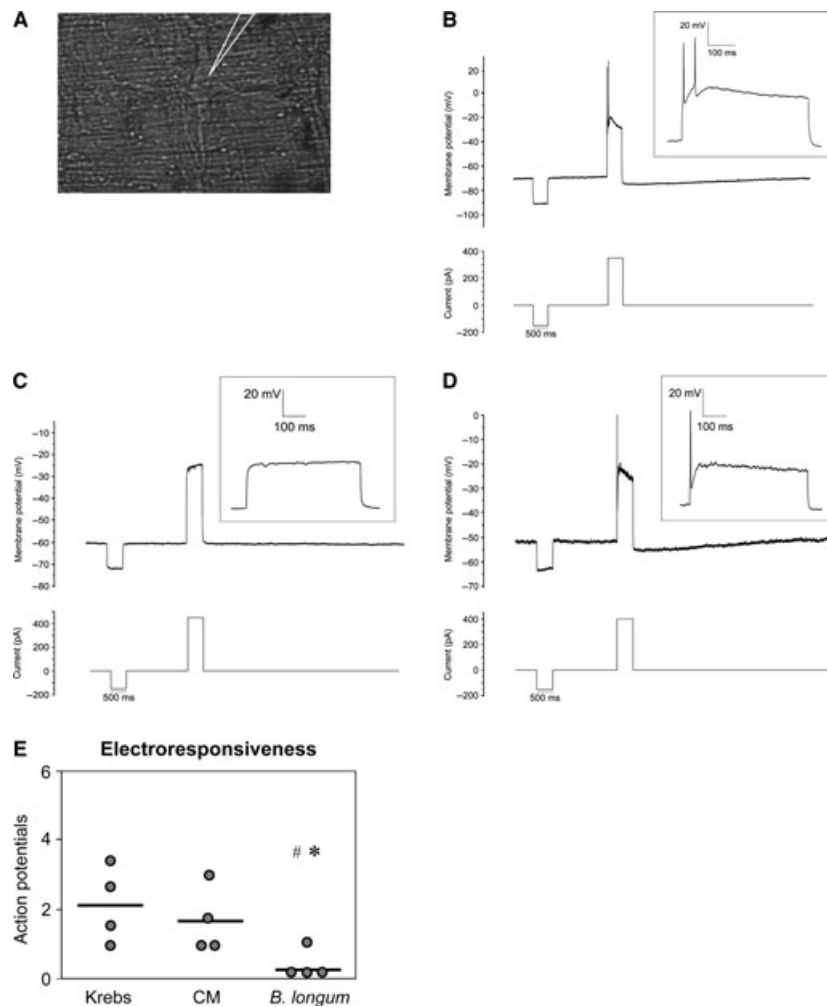 A
B
20 mV
100 ms
20
0
–20
–40
–60
–80
–100
Membrane potential (mV)
400
200
0
–200
Current (pA)
500 ms
C
20 mV
100 ms
–10
–20
–30
–40
–50
–60
–70
–80
Membrane potential (mV)
400
200
0
–200
Current (pA)
500 ms
D
20 mV
100 ms
0
–10
–20
–30
–40
–50
–60
–70
Membrane potential (mV)
400
200
0
–200
Current (pA)
500 ms
E
Electroresponsiveness
6
4
2
0
Action potentials
# *
Krebs CM B. longum